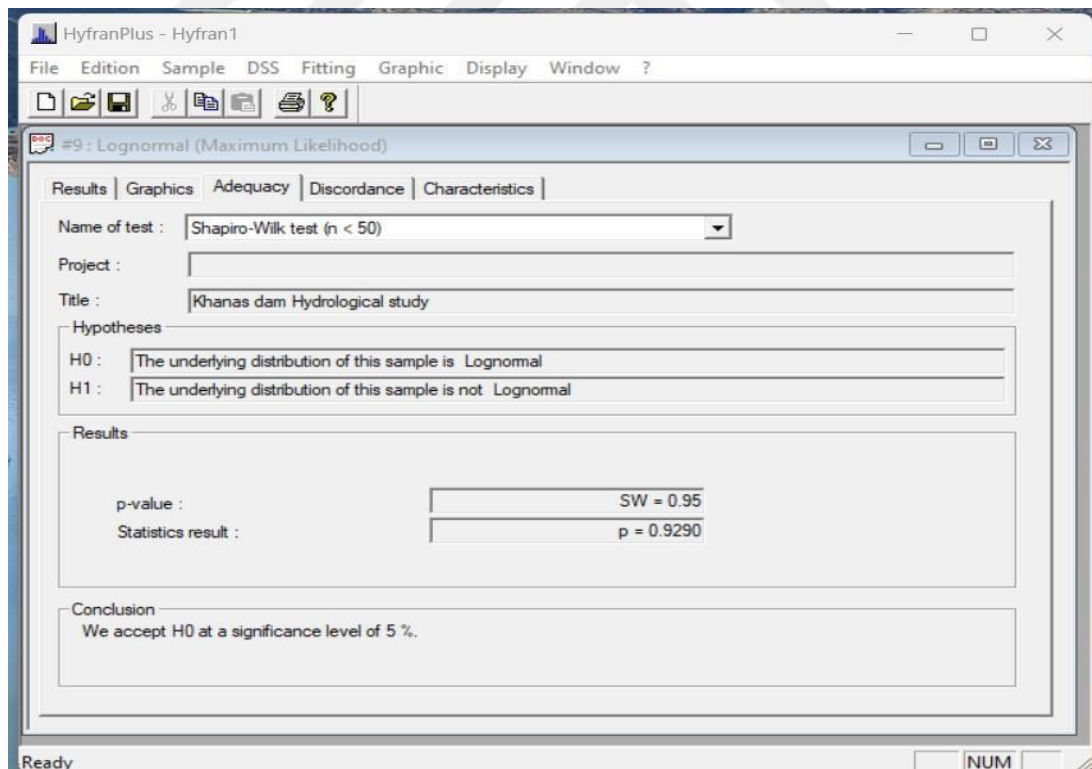 HyfranPlus - Hyfran1
File Edition Sample DSS Fitting Graphic Display Window ?
#9 : Lognormal (Maximum Likelihood)
Results Graphics Adequacy Discordance Characteristics
Name of test : Shapiro-Wilk test (n < 50)
Project :
Title : Khanas dam Hydrological study
Hypotheses
H0 : The underlying distribution of this sample is Lognormal
H1 : The underlying distribution of this sample is not Lognormal
Results
p-value : SW = 0.95
Statistics result : p = 0.9290
Conclusion
We accept H0 at a significance level of 5 %.
Ready NUM